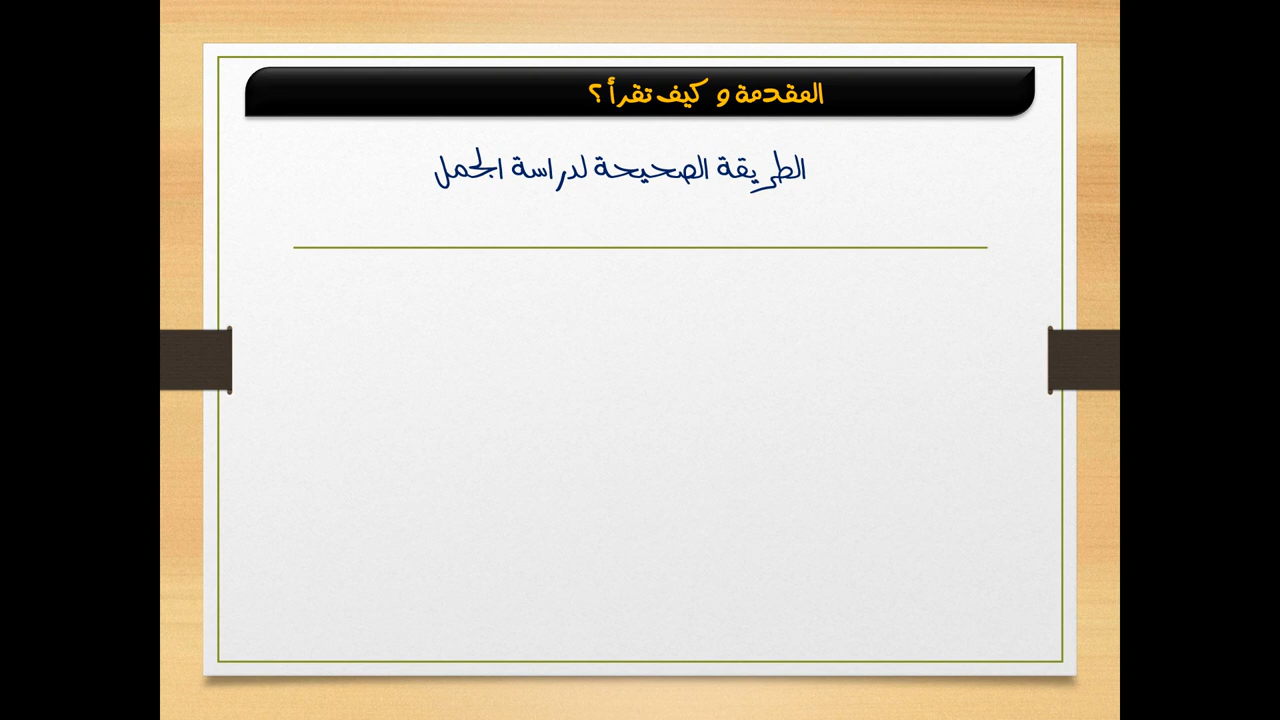 المقدمة و كيف تقرأ ؟
الطريقة الصحيحة لدراسة الجمل